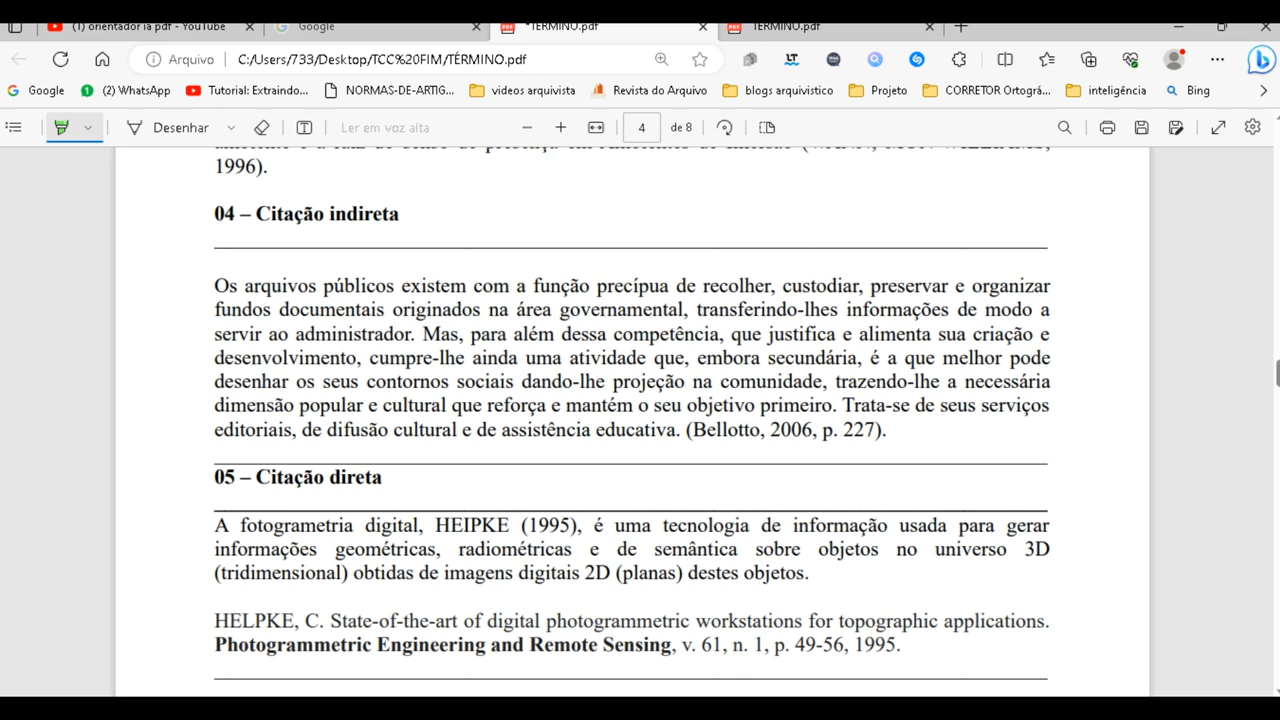 (1) orientador ia pdf - YouTube
Google
*TÉRMINO.pdf
TÉRMINO.pdf
Arquivo
C:/Users/733/Desktop/TCC%20FIM/TÉRMINO.pdf
Google
(2) WhatsApp
Tutorial: Extraindo...
NORMAS-DE-ARTIG...
videos arquivista
Revista do Arquivo
blogs arquivistico
Projeto
CORRETOR Ortográ...
inteligência
Bing
Desenhar
Ler em voz alta
4
de 8
1996).
04 – Citação indireta
Os arquivos públicos existem com a função precípua de recolher, custodiar, preservar e organizar
fundos documentais originados na área governamental, transferindo-lhes informações de modo a
servir ao administrador. Mas, para além dessa competência, que justifica e alimenta sua criação e
desenvolvimento, cumpre-lhe ainda uma atividade que, embora secundária, é a que melhor pode
desenhar os seus contornos sociais dando-lhe projeção na comunidade, trazendo-lhe a necessária
dimensão popular e cultural que reforça e mantém o seu objetivo primeiro. Trata-se de seus serviços
editoriais, de difusão cultural e de assistência educativa. (Bellotto, 2006, p. 227).
05 – Citação direta
A fotogrametria digital, HEIPKE (1995), é uma tecnologia de informação usada para gerar
informações geométricas, radiométricas e de semântica sobre objetos no universo 3D
(tridimensional) obtidas de imagens digitais 2D (planas) destes objetos.
HELPKE, C. State-of-the-art of digital photogrammetric workstations for topographic applications.
Photogrammetric Engineering and Remote Sensing, v. 61, n. 1, p. 49-56, 1995.